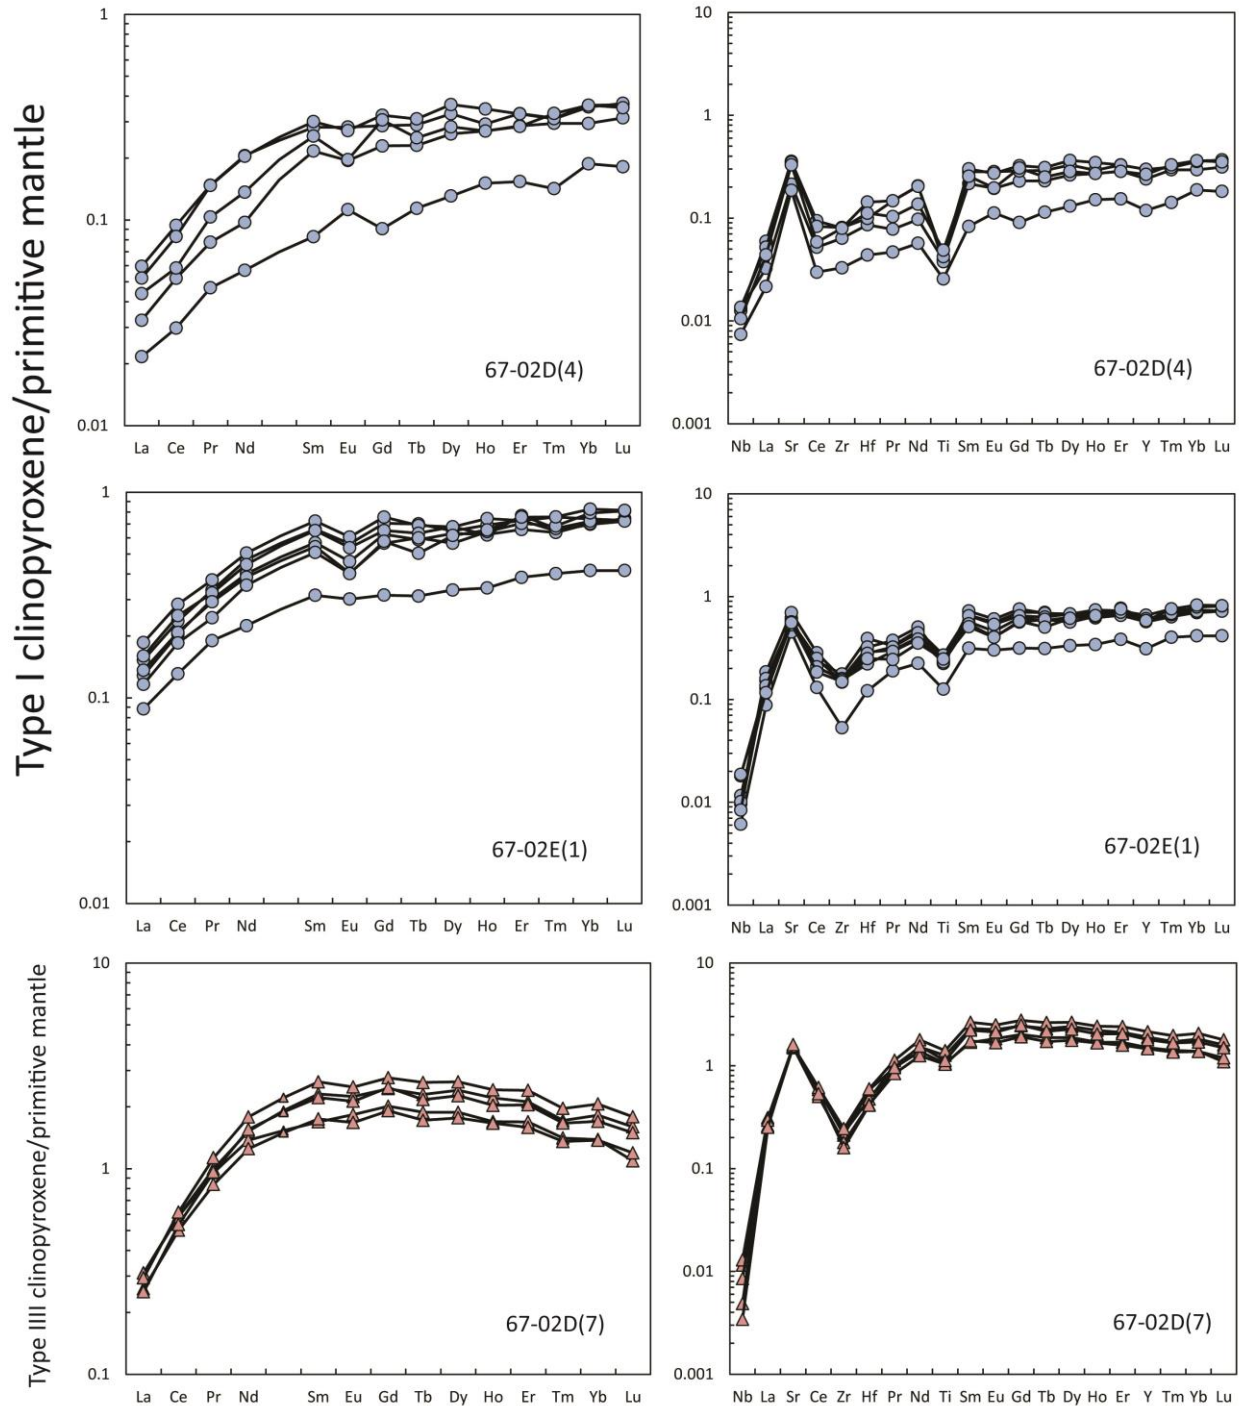 Type I clinopyroxene/primitive mantle
1
0.1
0.01
La Ce Pr Nd Sm Eu Gd Tb Dy Ho Er Tm Yb Lu
67-02D(4)
10
1
0.1
0.01
0.001
Nb La Sr Ce Zr Hf Pr Nd Ti Sm Eu Gd Tb Dy Ho Er Y Tm Yb Lu
67-02D(4)
1
0.1
0.01
La Ce Pr Nd Sm Eu Gd Tb Dy Ho Er Tm Yb Lu
67-02E(1)
10
1
0.1
0.01
0.001
Nb La Sr Ce Zr Hf Pr Nd Ti Sm Eu Gd Tb Dy Ho Er Y Tm Yb Lu
67-02E(1)
Type IIII clinopyroxene/primitive mantle
10
1
0.1
La Ce Pr Nd Sm Eu Gd Tb Dy Ho Er Tm Yb Lu
67-02D(7)
10
1
0.1
0.01
0.001
Nb La Sr Ce Zr Hf Pr Nd Ti Sm Eu Gd Tb Dy Ho Er Y Tm Yb Lu
67-02D(7)